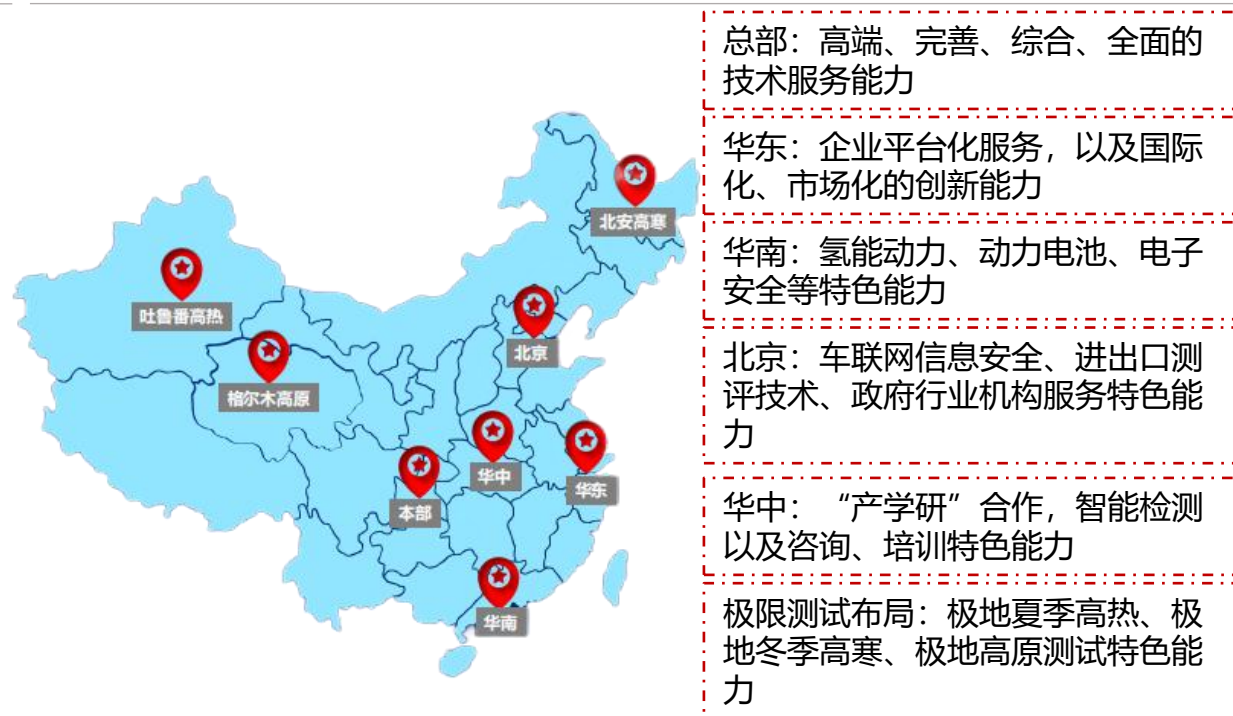 北安高寒
吐鲁番高热
北京
格尔木高原
华中
华东
本部
华南
总部：高端、完善、综合、全面的
技术服务能力
华东：企业平台化服务，以及国际
化、市场化的创新能力
华南：氢能动力、动力电池、电子
安全等特色能力
北京：车联网信息安全、进出口测
评技术、政府行业机构服务特色能
力
华中：“产学研”合作，智能检测
以及咨询、培训特色能力
极限测试布局：极地夏季高热、极
地冬季高寒、极地高原测试特色能
力